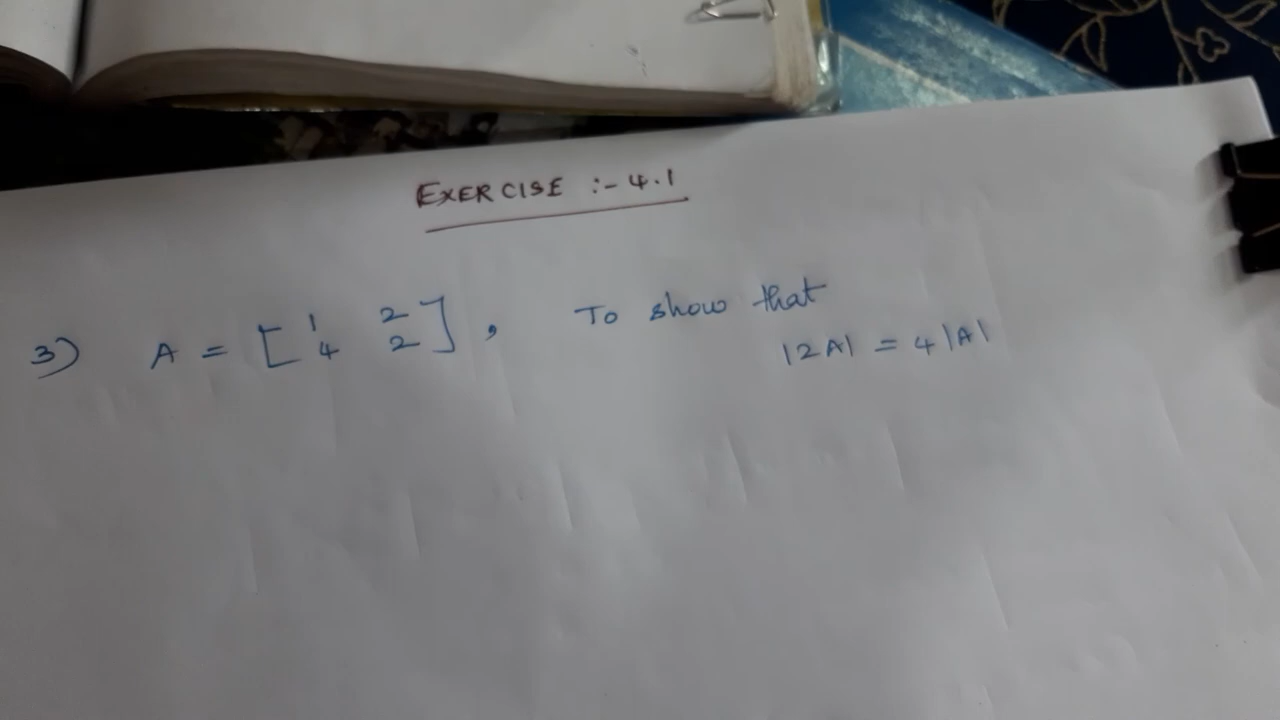 EXERCISE :- 4.1
3) A = [ 1 2
4 2 ] , To show that
|2A| = 4|A|